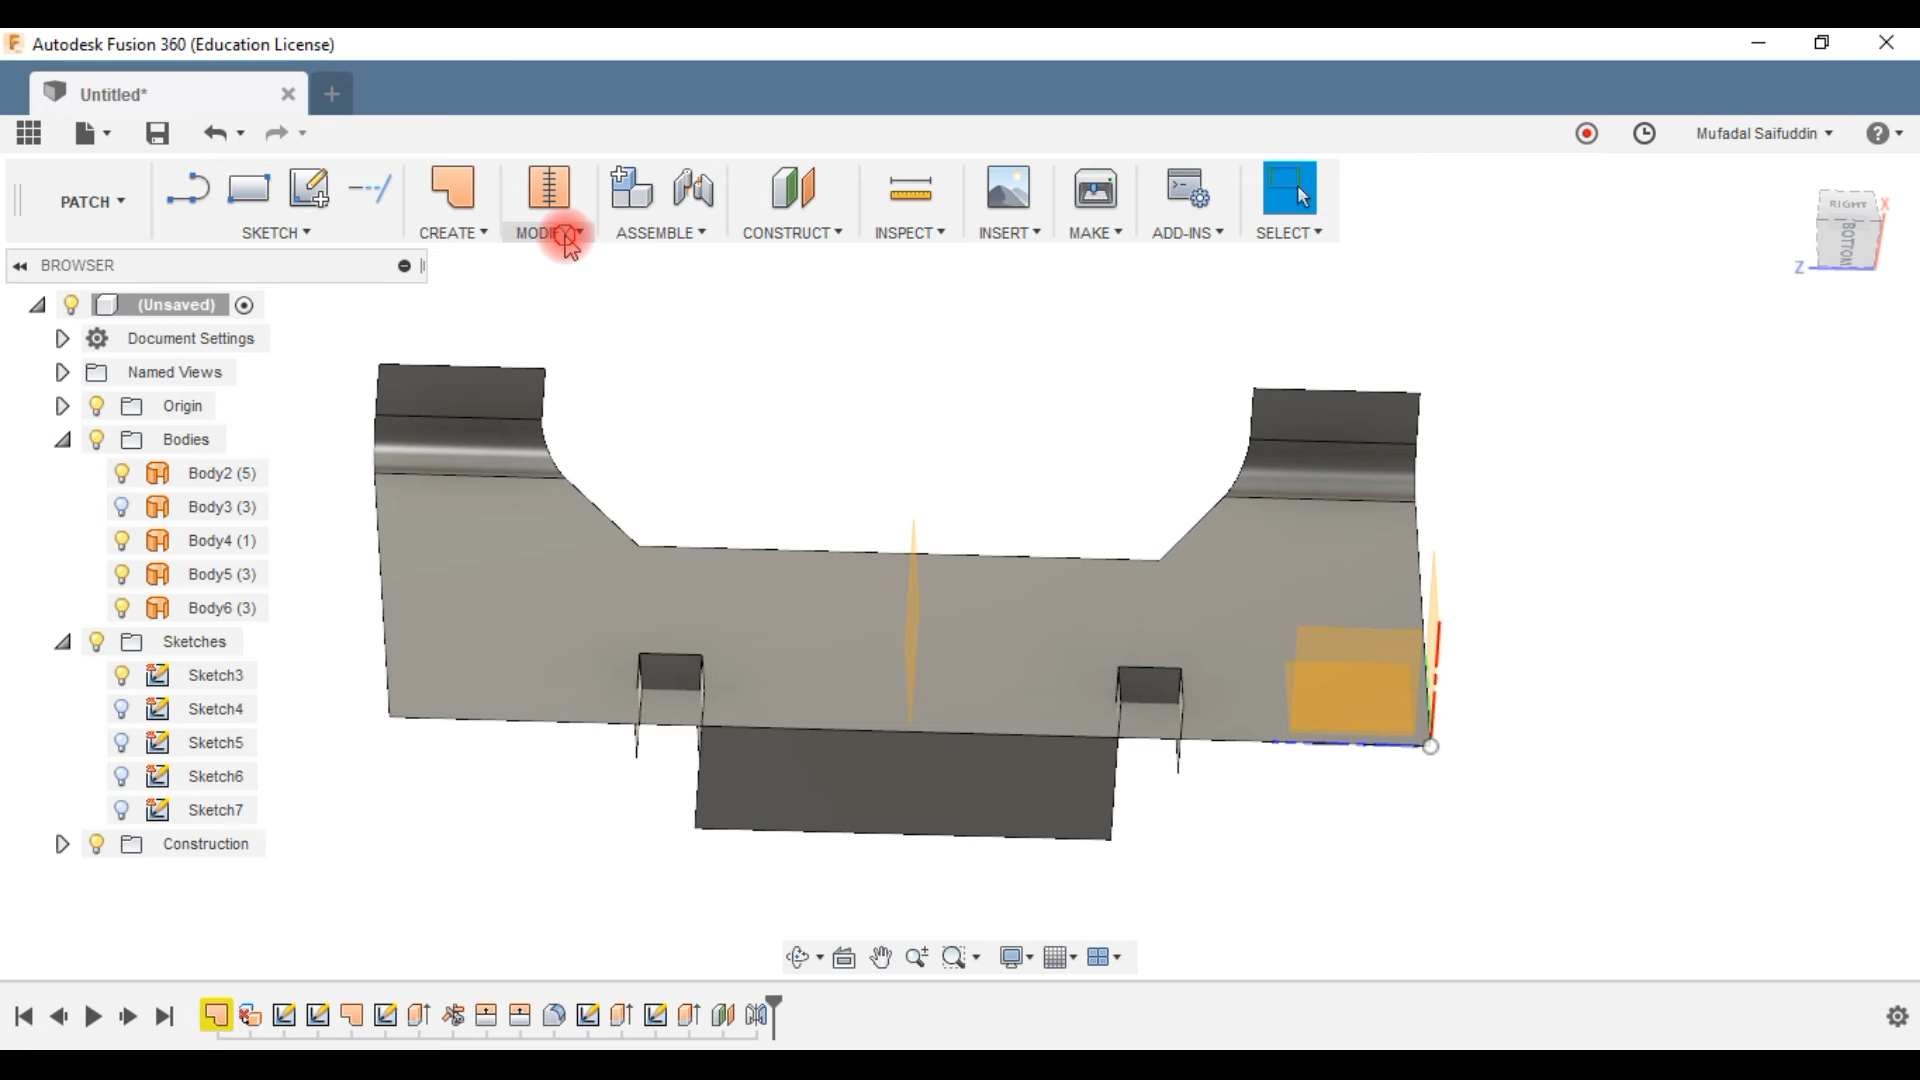 Autodesk Fusion 360 (Education License)
Untitled*
Mufadal Saifuddin
PATCH
SKETCH
CREATE
ASSEMBLE
CONSTRUCT
INSPECT
INSERT
MAKE
ADD-INS
SELECT
RIGHT
BOTTOM
X
Z
BROWSER
(Unsaved)
Document Settings
Named Views
Origin
Bodies
Body2 (5)
Body3 (3)
Body4 (1)
Body5 (3)
Body6 (3)
Sketches
Sketch3
Sketch4
Sketch5
Sketch6
Sketch7
Construction